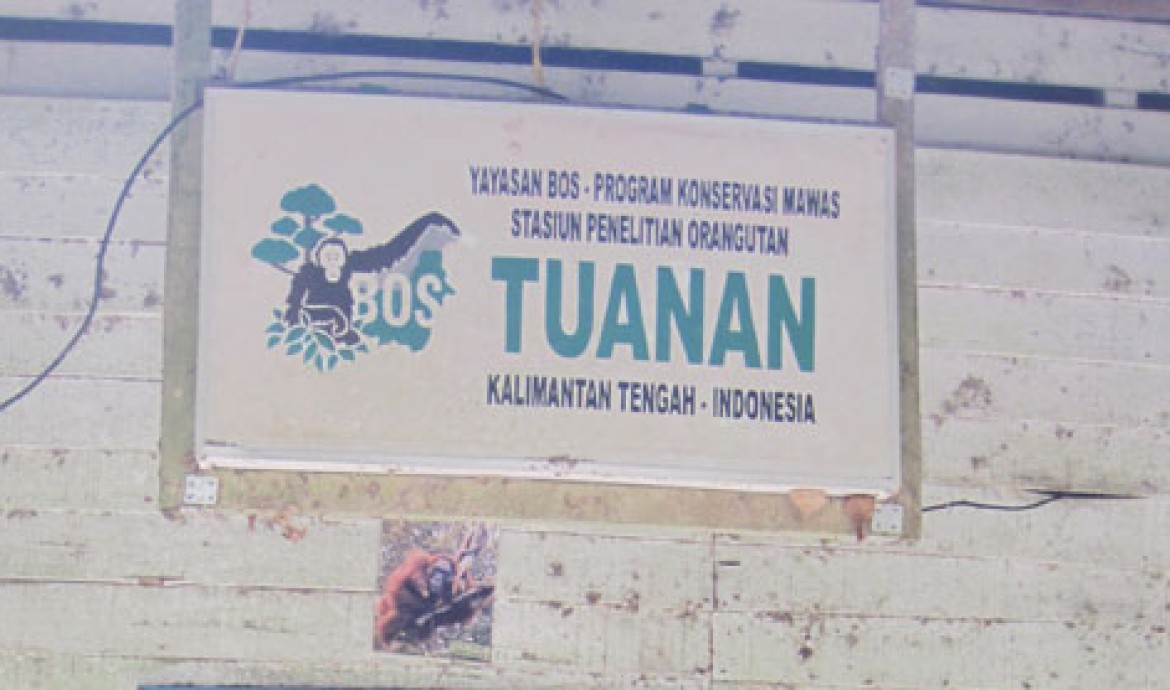 YAYASAN BOS - PROGRAM KONSERVASI MAWAS
STASIUN PENELITIAN ORANGUTAN
BOS
TUANAN
KALIMANTAN TENGAH - INDONESIA